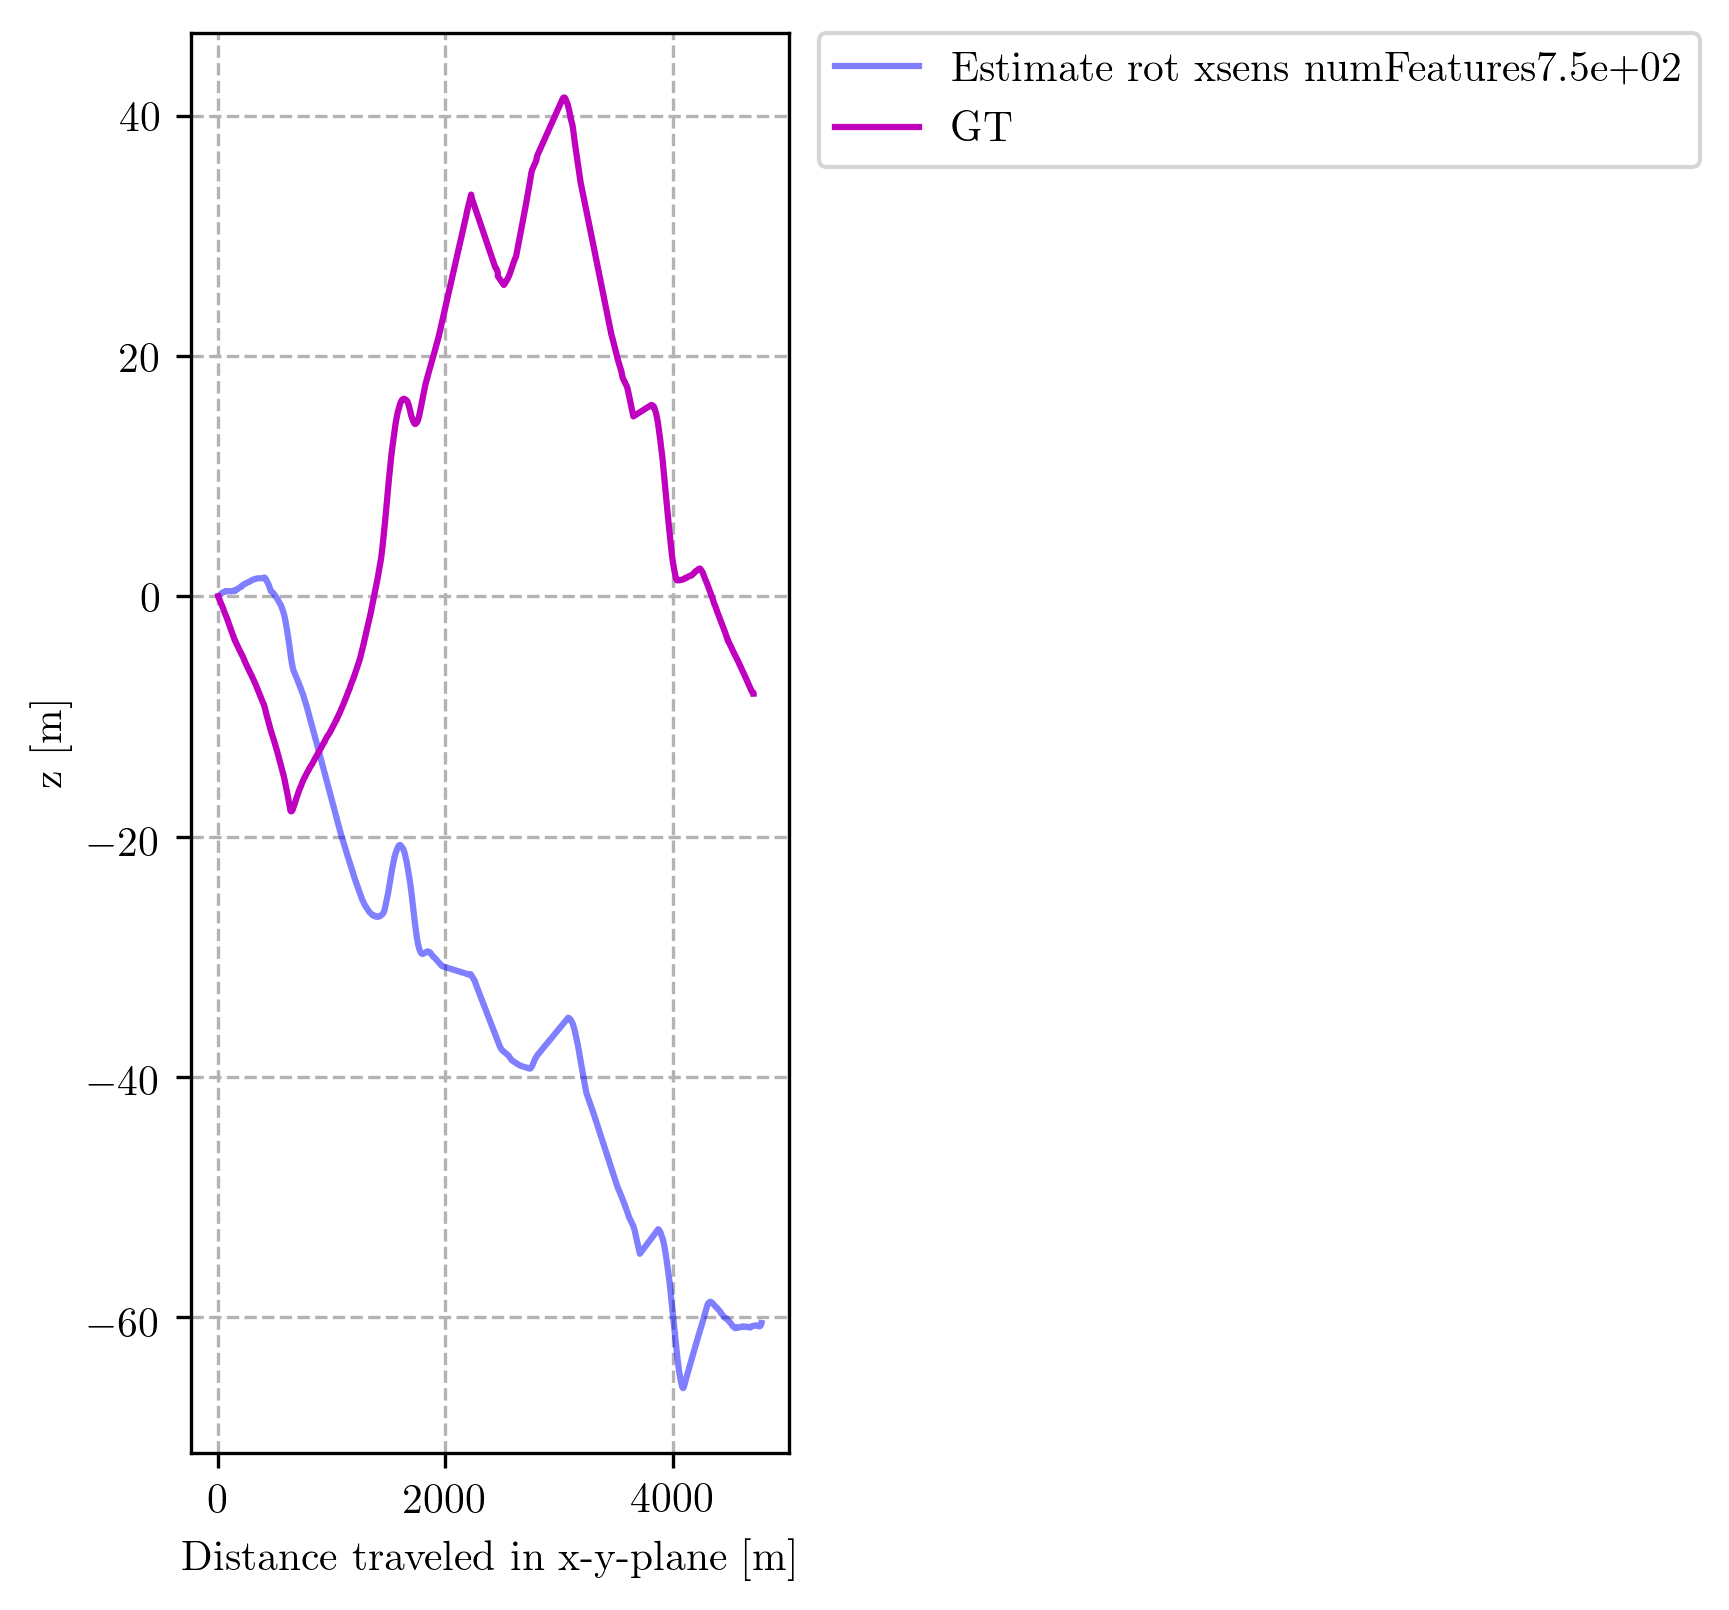 Estimate rot xsens numFeatures7.5e+02
GT
40
20
0
−20
−40
−60
z [m]
0 2000 4000
Distance traveled in x-y-plane [m]